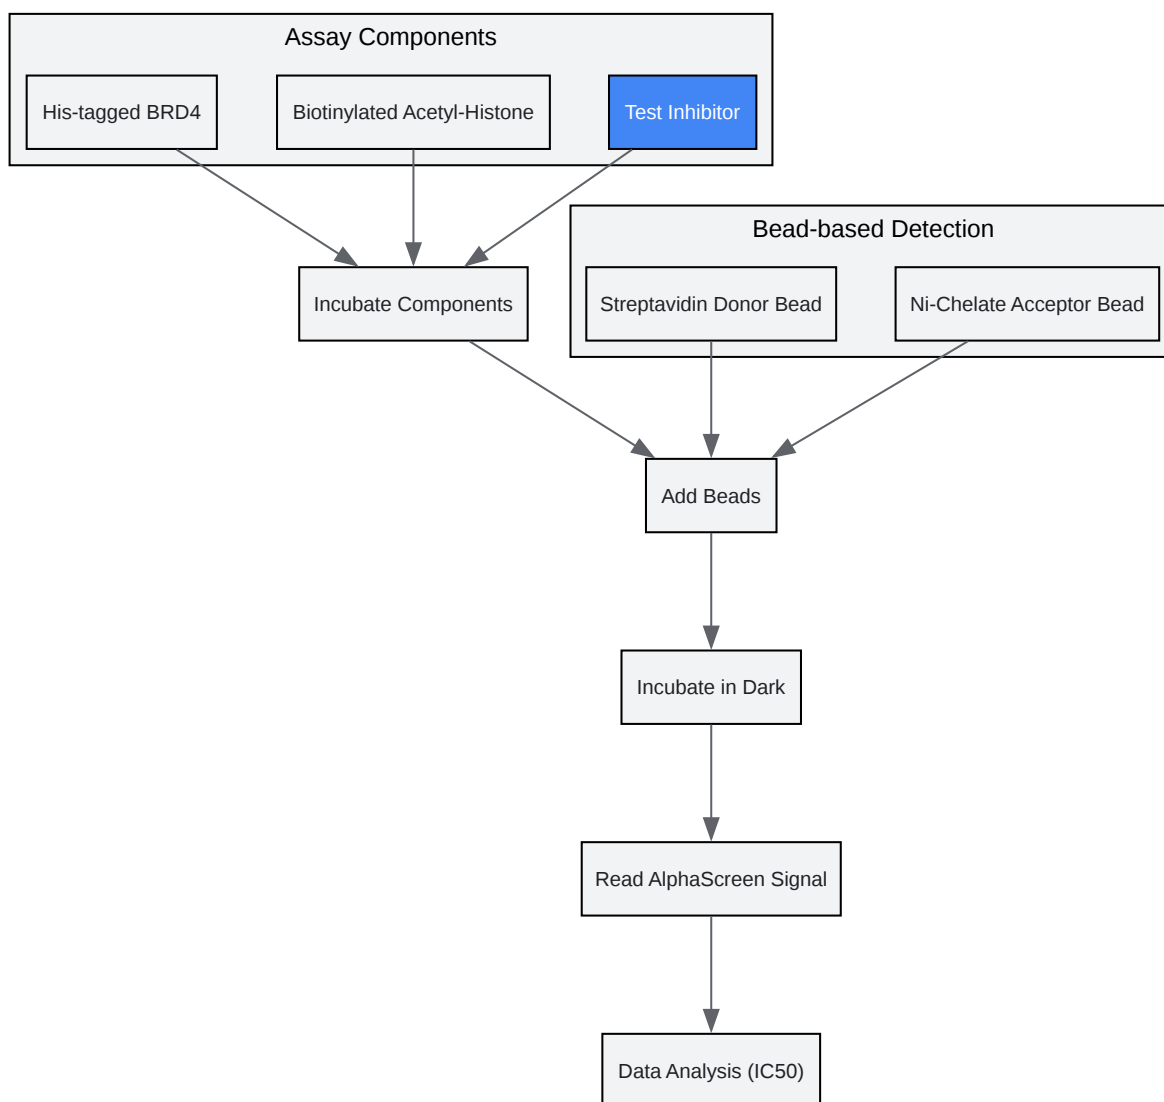 Assay Components
His-tagged BRD4
Biotinylated Acetyl-Histone
Test Inhibitor
Bead-based Detection
Incubate Components
Streptavidin Donor Bead
Ni-Chelate Acceptor Bead
Add Beads
Incubate in Dark
Read AlphaScreen Signal
Data Analysis (IC50)